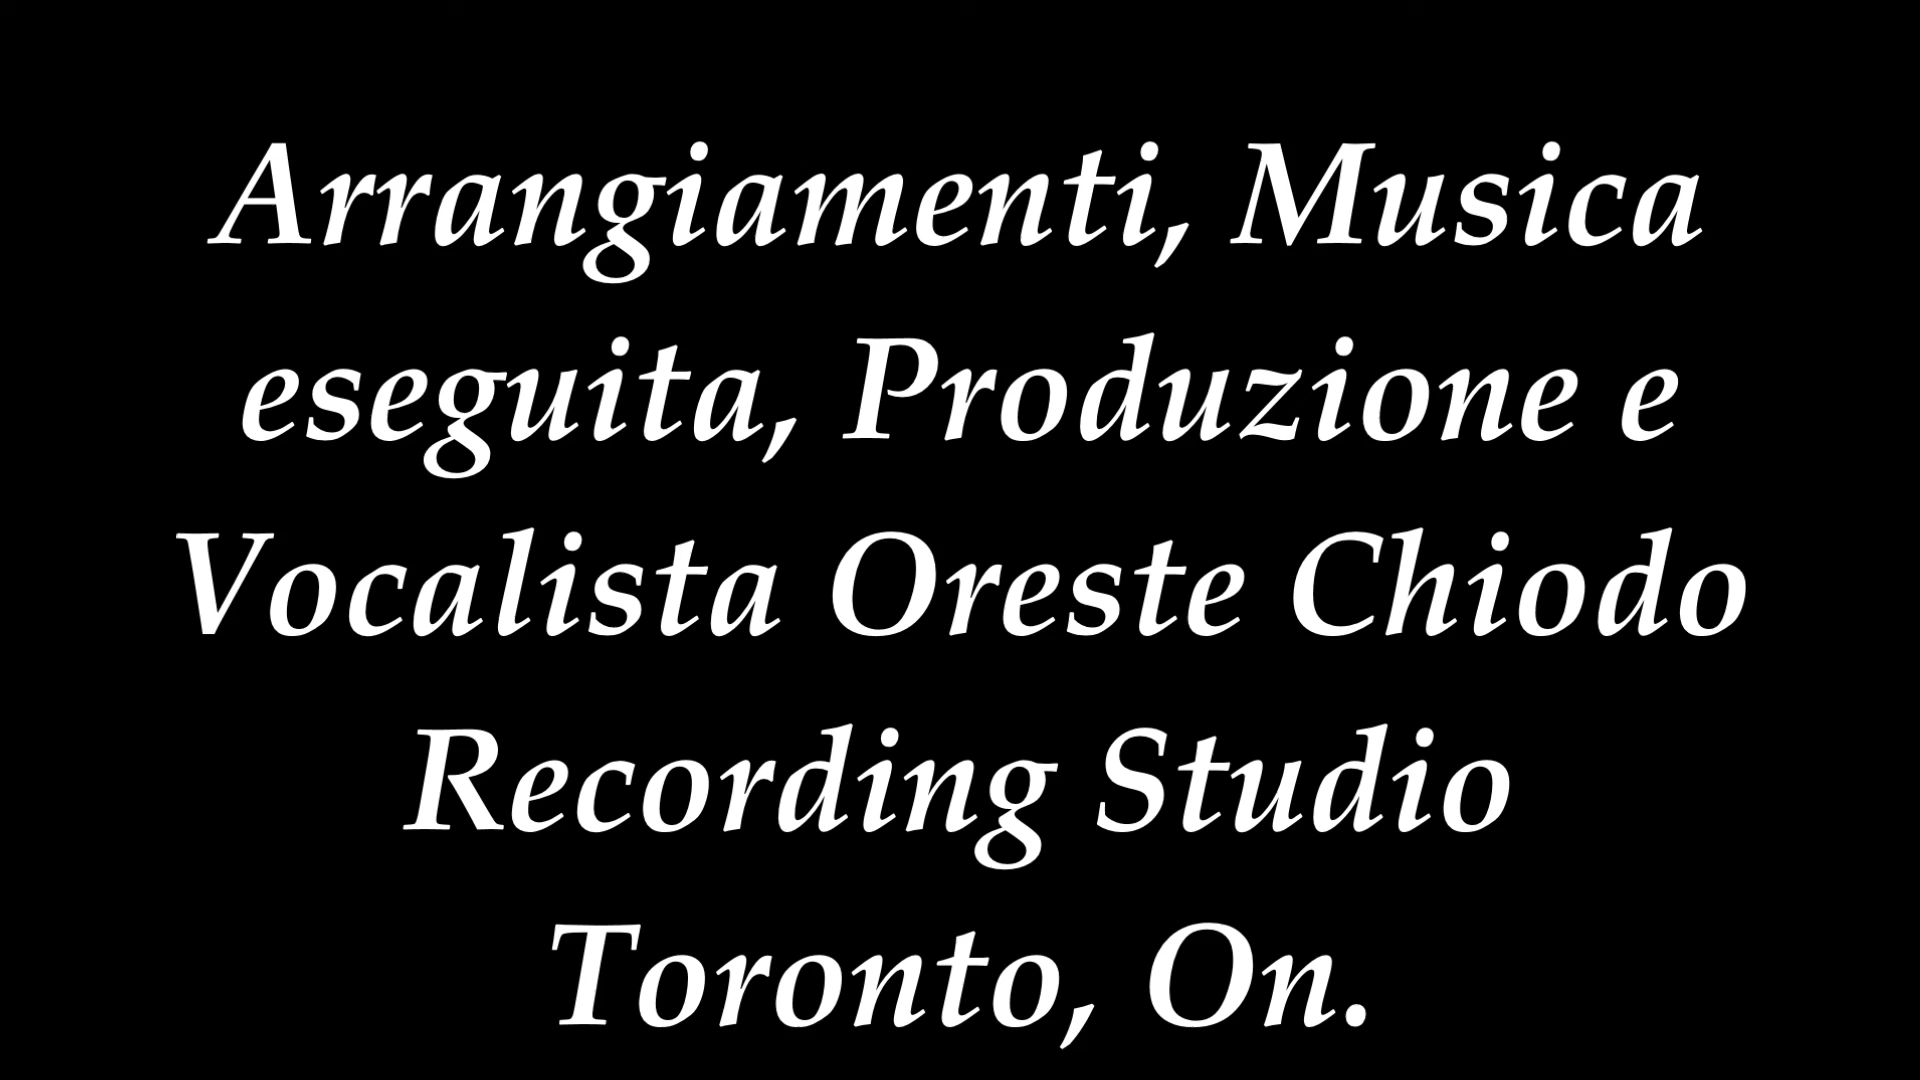 Arrangiamenti, Musica
eseguita, Produzione e
Vocalista Oreste Chiodo
Recording Studio
Toronto, On.